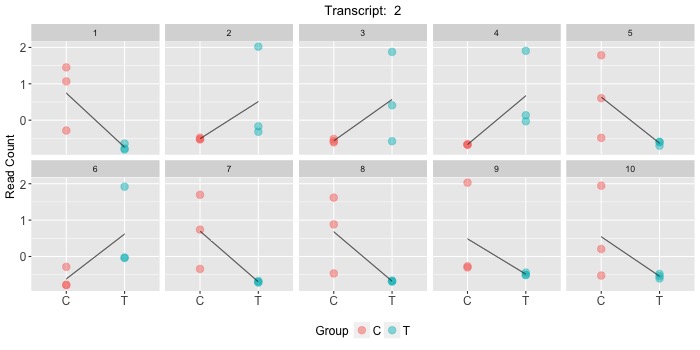 Transcript:  2
1 2 3 4 5
2
1
0
Read Count
6 7 8 9 10
2
1
0
C T C T C T C T C T
Group C T